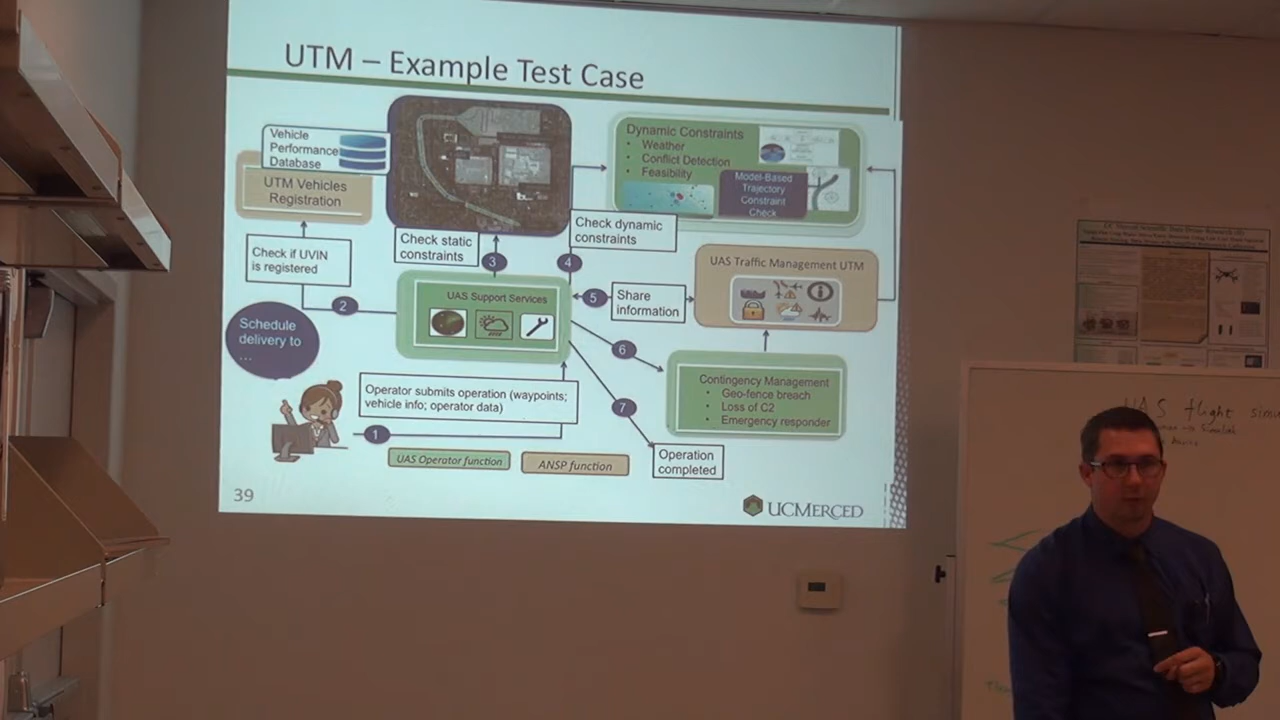 UTM – Example Test Case
Vehicle
Performance
Database
UTM Vehicles
Registration
Dynamic Constraints
• Weather
• Conflict Detection
• Feasibility
Model-Based
Trajectory
Constraint
Check
Check if UVIN
is registered
Check static
constraints
Check dynamic
constraints
3
4
UAS Traffic Management UTM
UAS Support Services
5
Share
information
2
Schedule
delivery to
...
6
Contingency Management
• Geo-fence breach
• Loss of C2
• Emergency responder
Operator submits operation (waypoints;
vehicle info; operator data)
7
1
Operation
completed
UAS Operator function
ANSP function
39
UCMERCED
UAS flight